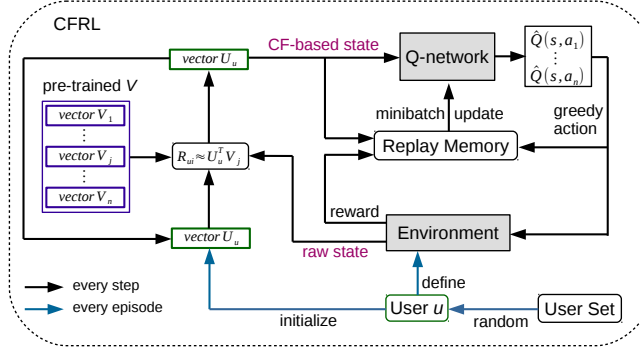 CFRL
vector U_u
CF-based state
Q-network
Q̂(s,a_1)
⋮
Q̂(s,a_n)
pre-trained V
vector V_1
⋮
vector V_j
⋮
vector V_n
minibatch
update
greedy
action
R_ui≈U_u^T V_j
Replay Memory
reward
vector U_u
raw state
Environment
every step
every episode
define
initialize
User u
random
User Set